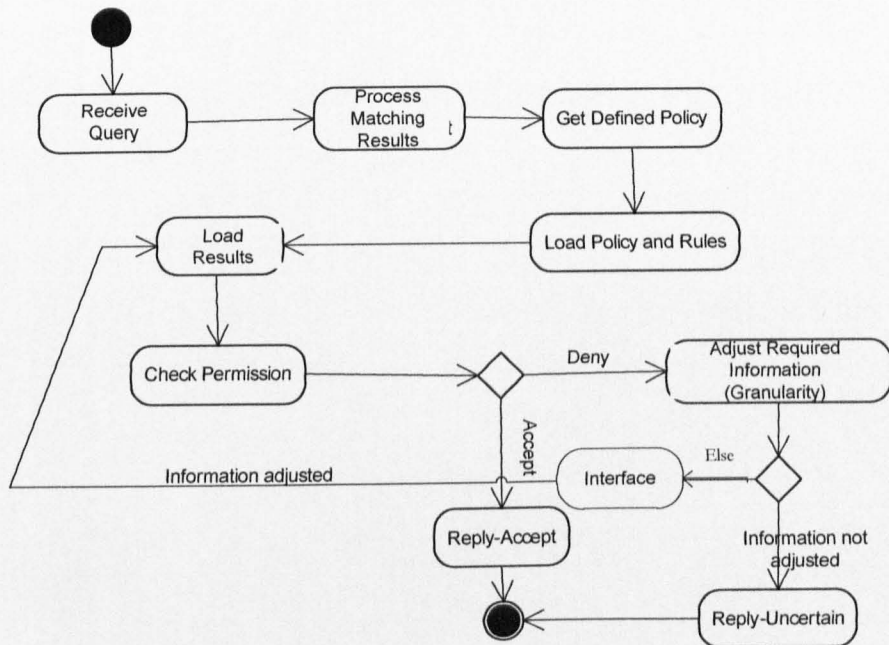 Receive
Query
Process
Matching
Results t
Get Defined Policy
Load
Results
Load Policy and Rules
Check Permission
Deny
Adjust Required
Information
(Granularity)
Accept
Information adjusted
Interface
Else
Reply-Accept
Information not
adjusted
Reply-Uncertain